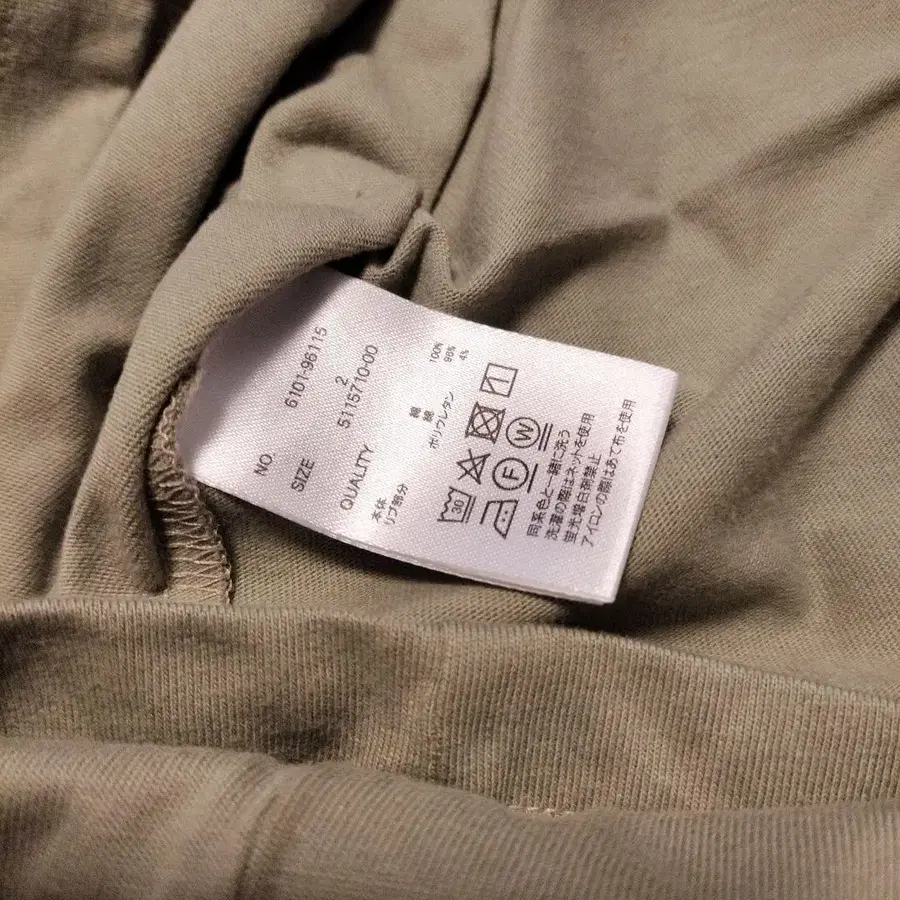 NO. 6101-96115
SIZE 2
5115710-00
QUALITY
本体 綿 100%
リブ部分 綿 96%
ポリウレタン 4%
30
F
W
同系色と一緒に洗う
洗濯の際はネットを使用
蛍光増白剤禁止
アイロンの際はあて布を使用